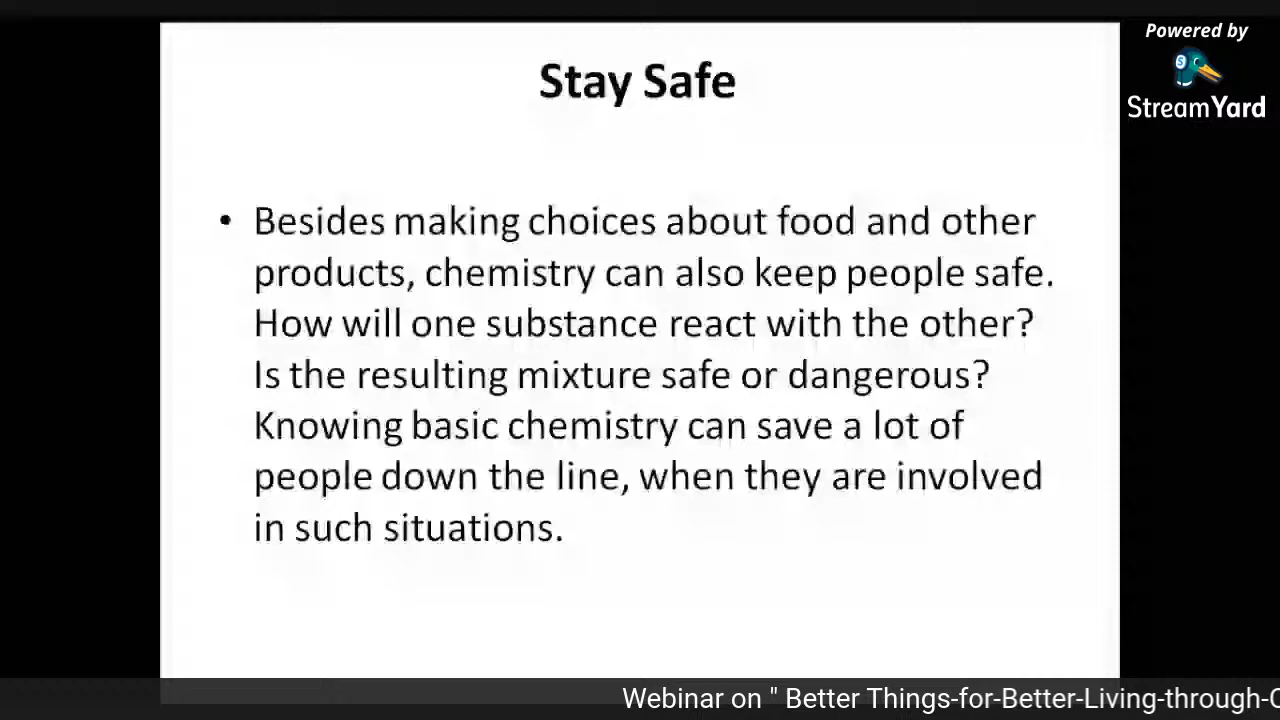 Powered by
StreamYard
Stay Safe
• Besides making choices about food and other
products, chemistry can also keep people safe.
How will one substance react with the other?
Is the resulting mixture safe or dangerous?
Knowing basic chemistry can save a lot of
people down the line, when they are involved
in such situations.
Webinar on " Better Things-for-Better-Living-through-C